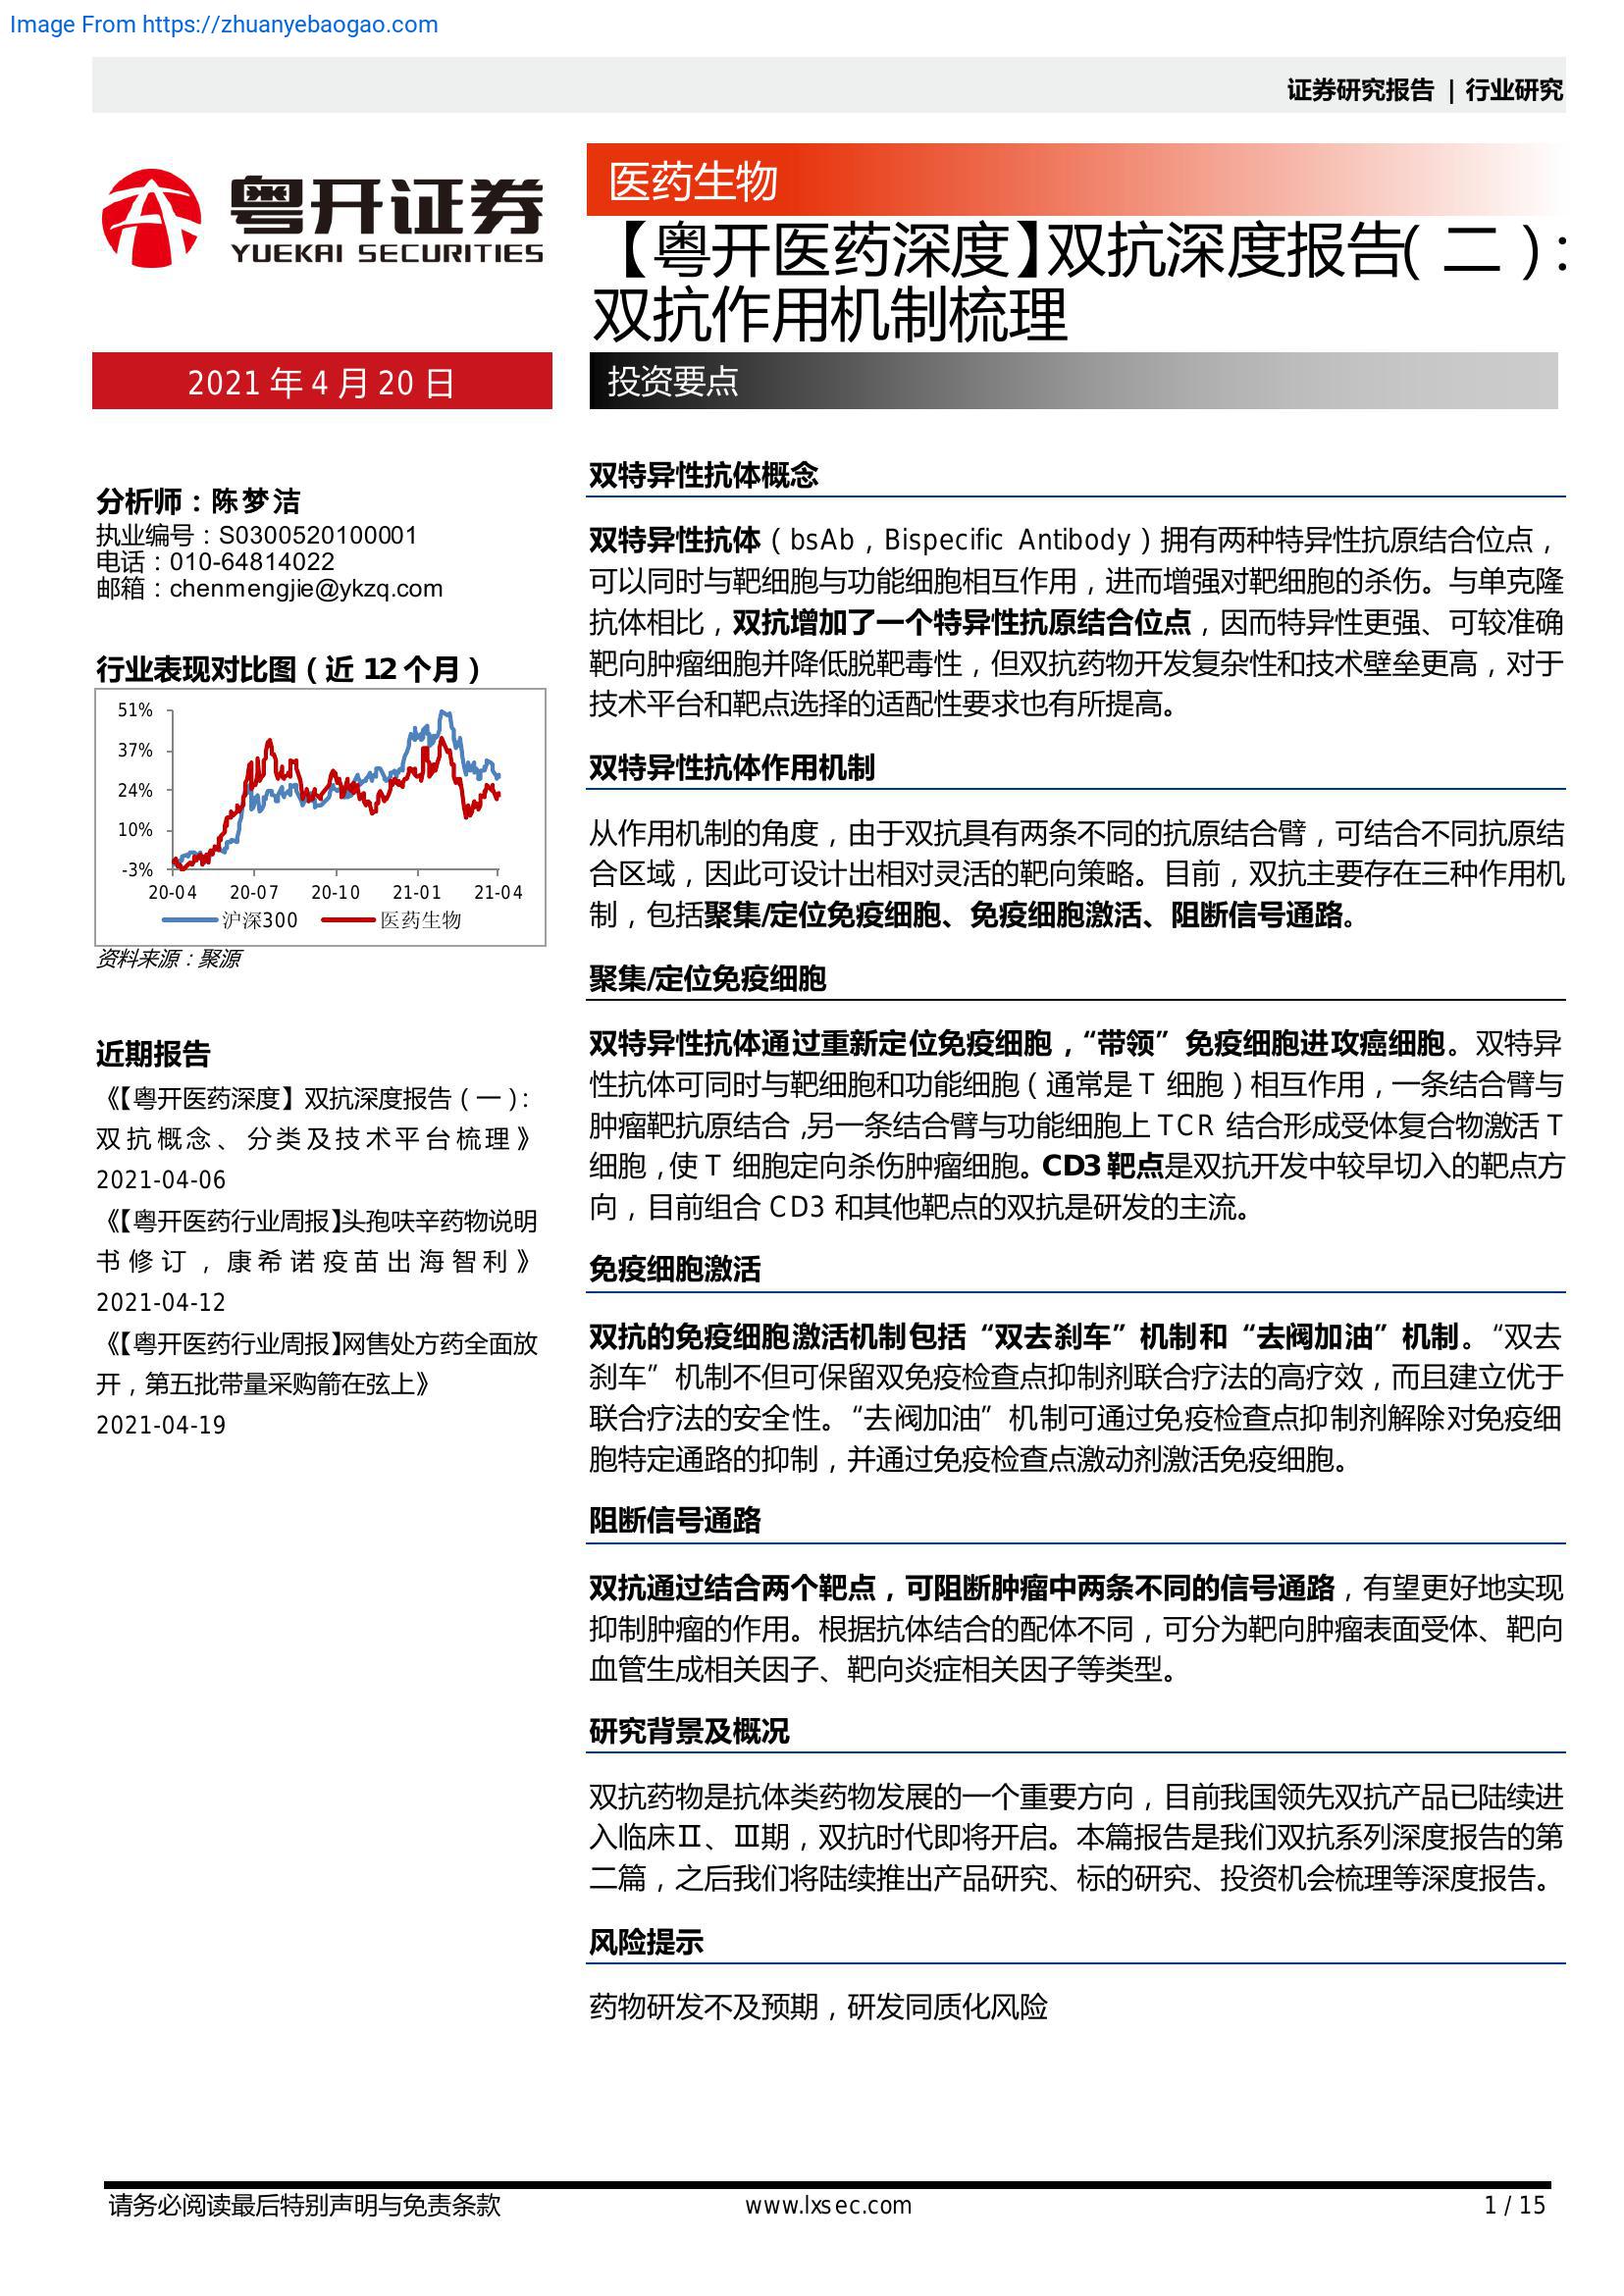 Image From https://zhuanyebaogao.com
证券研究报告 | 行业研究
粤开证券
YUEKAI SECURITIES
医药生物
【粤开医药深度】双抗深度报告(二):
双抗作用机制梳理
2021 年 4 月 20 日
投资要点
分析师:陈梦洁
执业编号:S0300520100001
电话:010-64814022
邮箱:chenmengjie@ykzq.com
行业表现对比图(近 12 个月)
51%
37%
24%
10%
-3%
20-04 20-07 20-10 21-01 21-04
沪深300 医药生物
资料来源:聚源
近期报告
《【粤开医药深度】双抗深度报告(一):
双抗概念、分类及技术平台梳理》
2021-04-06
《【粤开医药行业周报】头孢呋辛药物说明
书修订,康希诺疫苗出海智利》
2021-04-12
《【粤开医药行业周报】网售处方药全面放
开,第五批带量采购箭在弦上》
2021-04-19
双特异性抗体概念
双特异性抗体(bsAb,Bispecific Antibody)拥有两种特异性抗原结合位点,
可以同时与靶细胞与功能细胞相互作用,进而增强对靶细胞的杀伤。与单克隆
抗体相比,双抗增加了一个特异性抗原结合位点,因而特异性更强、可较准确
靶向肿瘤细胞并降低脱靶毒性,但双抗药物开发复杂性和技术壁垒更高,对于
技术平台和靶点选择的适配性要求也有所提高。
双特异性抗体作用机制
从作用机制的角度,由于双抗具有两条不同的抗原结合臂,可结合不同抗原结
合区域,因此可设计出相对灵活的靶向策略。目前,双抗主要存在三种作用机
制,包括聚集/定位免疫细胞、免疫细胞激活、阻断信号通路。
聚集/定位免疫细胞
双特异性抗体通过重新定位免疫细胞,“带领”免疫细胞进攻癌细胞。双特异
性抗体可同时与靶细胞和功能细胞(通常是 T 细胞)相互作用,一条结合臂与
肿瘤靶抗原结合,另一条结合臂与功能细胞上 TCR 结合形成受体复合物激活 T
细胞,使 T 细胞定向杀伤肿瘤细胞。CD3 靶点是双抗开发中较早切入的靶点方
向,目前组合 CD3 和其他靶点的双抗是研发的主流。
免疫细胞激活
双抗的免疫细胞激活机制包括“双去刹车”机制和“去阀加油”机制。“双去
刹车”机制不但可保留双免疫检查点抑制剂联合疗法的高疗效,而且建立优于
联合疗法的安全性。“去阀加油”机制可通过免疫检查点抑制剂解除对免疫细
胞特定通路的抑制,并通过免疫检查点激动剂激活免疫细胞。
阻断信号通路
双抗通过结合两个靶点,可阻断肿瘤中两条不同的信号通路,有望更好地实现
抑制肿瘤的作用。根据抗体结合的配体不同,可分为靶向肿瘤表面受体、靶向
血管生成相关因子、靶向炎症相关因子等类型。
研究背景及概况
双抗药物是抗体类药物发展的一个重要方向,目前我国领先双抗产品已陆续进
入临床Ⅱ、Ⅲ期,双抗时代即将开启。本篇报告是我们双抗系列深度报告的第
二篇,之后我们将陆续推出产品研究、标的研究、投资机会梳理等深度报告。
风险提示
药物研发不及预期,研发同质化风险
请务必阅读最后特别声明与免责条款 www.lxsec.com 1 / 15